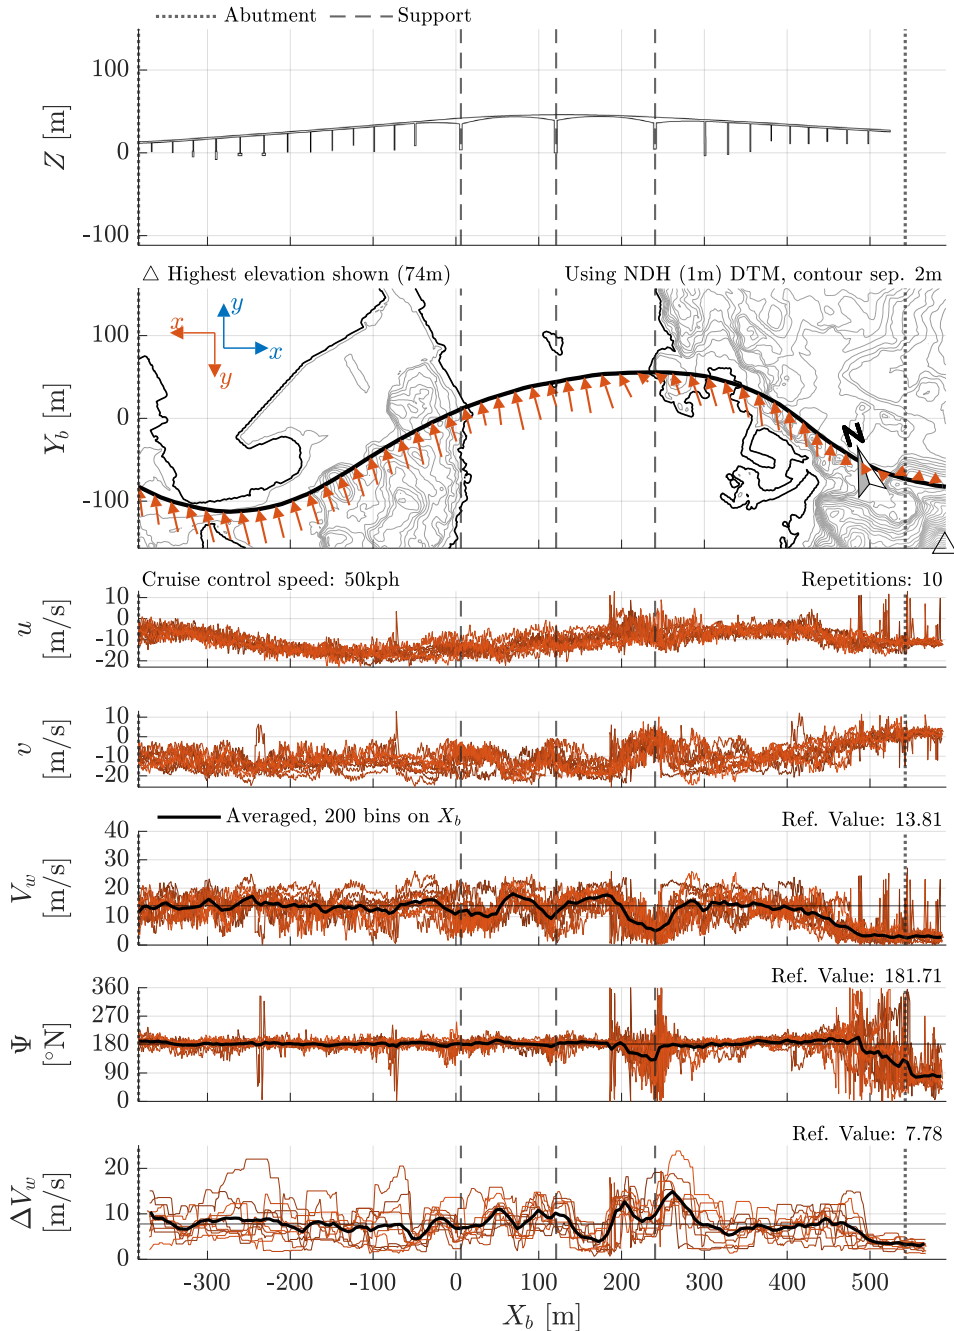 Abutment Support
Z [m]
100
0
-100
△ Highest elevation shown (74m) Using NDH (1m) DTM, contour sep. 2m
Y_b [m]
100
0
-100
x
y
y
x
N
Cruise control speed: 50kph Repetitions: 10
u [m/s]
10
0
-10
-20
v [m/s]
10
0
-10
-20
Averaged, 200 bins on X_b Ref. Value: 13.81
V_w [m/s]
40
30
20
10
0
Ref. Value: 181.71
Ψ [°N]
360
270
180
90
0
Ref. Value: 7.78
ΔV_w [m/s]
20
10
0
-300 -200 -100 0 100 200 300 400 500
X_b [m]